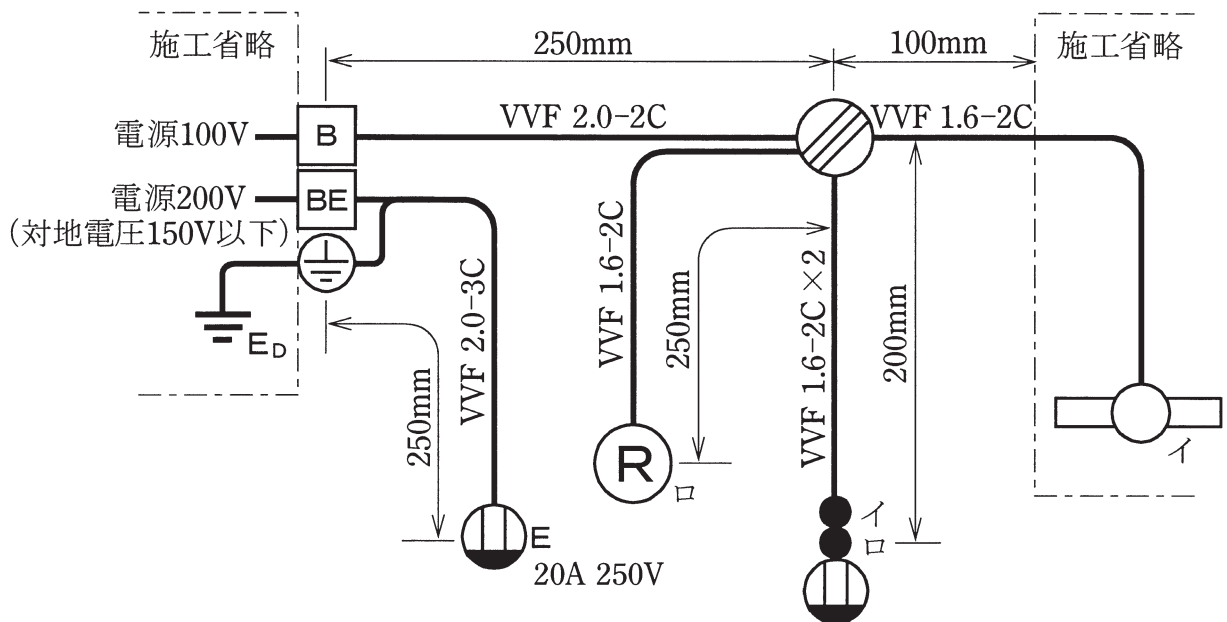 施工省略
250mm
100mm
施工省略
電源100V
B
VVF 2.0-2C
VVF 1.6-2C
電源200V
BE
(対地電圧150V以下)
ED
250mm
VVF 2.0-3C
VVF 1.6-2C
250mm
VVF 1.6-2C×2
200mm
R
ロ
イ
イ
ロ
E
20A 250V